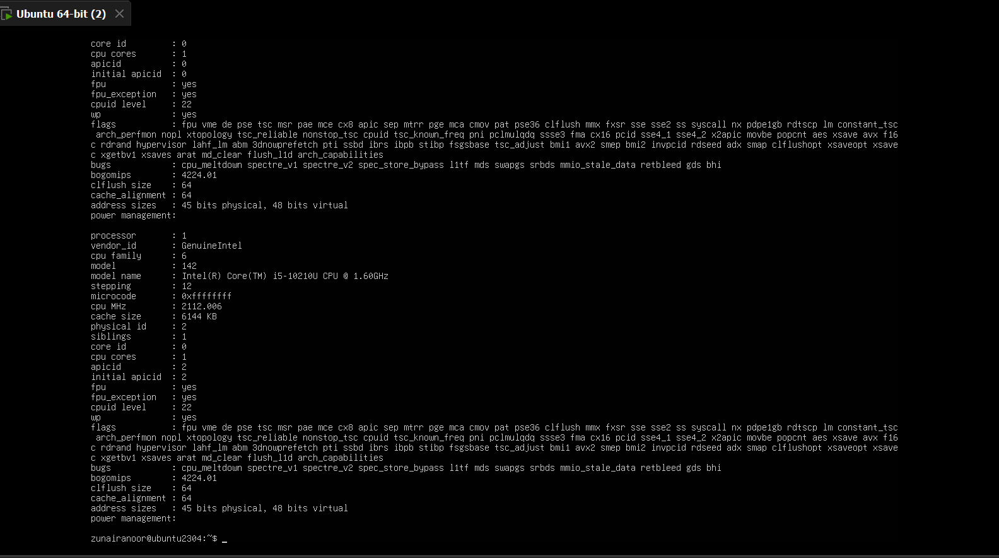 Ubuntu 64-bit (2)
core id         : 0
cpu cores       : 1
apicid          : 0
initial apicid  : 0
fpu             : yes
fpu_exception   : yes
cpuid level     : 22
wp              : yes
flags           : fpu vme de pse tsc msr pae mce cx8 apic sep mtrr pge mca cmov pat pse36 clflush mmx fxsr sse sse2 ss syscall nx pdpe1gb rdtscp lm constant_tsc
 arch_perfmon nopl xtopology tsc_reliable nonstop_tsc cpuid tsc_known_freq pni pclmulqdq ssse3 fma cx16 pcid sse4_1 sse4_2 x2apic movbe popcnt aes xsave avx f16
c rdrand hypervisor lahf_lm abm 3dnowprefetch pti ssbd ibrs ibpb stibp fsgsbase tsc_adjust bmi1 avx2 smep bmi2 invpcid rdseed adx smap clflushopt xsaveopt xsave
c xgetbv1 xsaves arat md_clear flush_l1d arch_capabilities
bugs            : cpu_meltdown spectre_v1 spectre_v2 spec_store_bypass l1tf mds swapgs srbds mmio_stale_data retbleed gds bhi
bogomips        : 4224.01
clflush size    : 64
cache_alignment : 64
address sizes   : 45 bits physical, 48 bits virtual
power management:
processor       : 1
vendor_id       : GenuineIntel
cpu family      : 6
model           : 142
model name      : Intel(R) Core(TM) i5-10210U CPU @ 1.60GHz
stepping        : 12
microcode       : 0xffffffff
cpu MHz         : 2112.006
cache size      : 6144 KB
physical id     : 2
siblings        : 1
core id         : 0
cpu cores       : 1
apicid          : 2
initial apicid  : 2
fpu             : yes
fpu_exception   : yes
cpuid level     : 22
wp              : yes
flags           : fpu vme de pse tsc msr pae mce cx8 apic sep mtrr pge mca cmov pat pse36 clflush mmx fxsr sse sse2 ss syscall nx pdpe1gb rdtscp lm constant_tsc
 arch_perfmon nopl xtopology tsc_reliable nonstop_tsc cpuid tsc_known_freq pni pclmulqdq ssse3 fma cx16 pcid sse4_1 sse4_2 x2apic movbe popcnt aes xsave avx f16
c rdrand hypervisor lahf_lm abm 3dnowprefetch pti ssbd ibrs ibpb stibp fsgsbase tsc_adjust bmi1 avx2 smep bmi2 invpcid rdseed adx smap clflushopt xsaveopt xsave
c xgetbv1 xsaves arat md_clear flush_l1d arch_capabilities
bugs            : cpu_meltdown spectre_v1 spectre_v2 spec_store_bypass l1tf mds swapgs srbds mmio_stale_data retbleed gds bhi
bogomips        : 4224.01
clflush size    : 64
cache_alignment : 64
address sizes   : 45 bits physical, 48 bits virtual
power management:
zunairanoor@ubuntu2304:~$ _